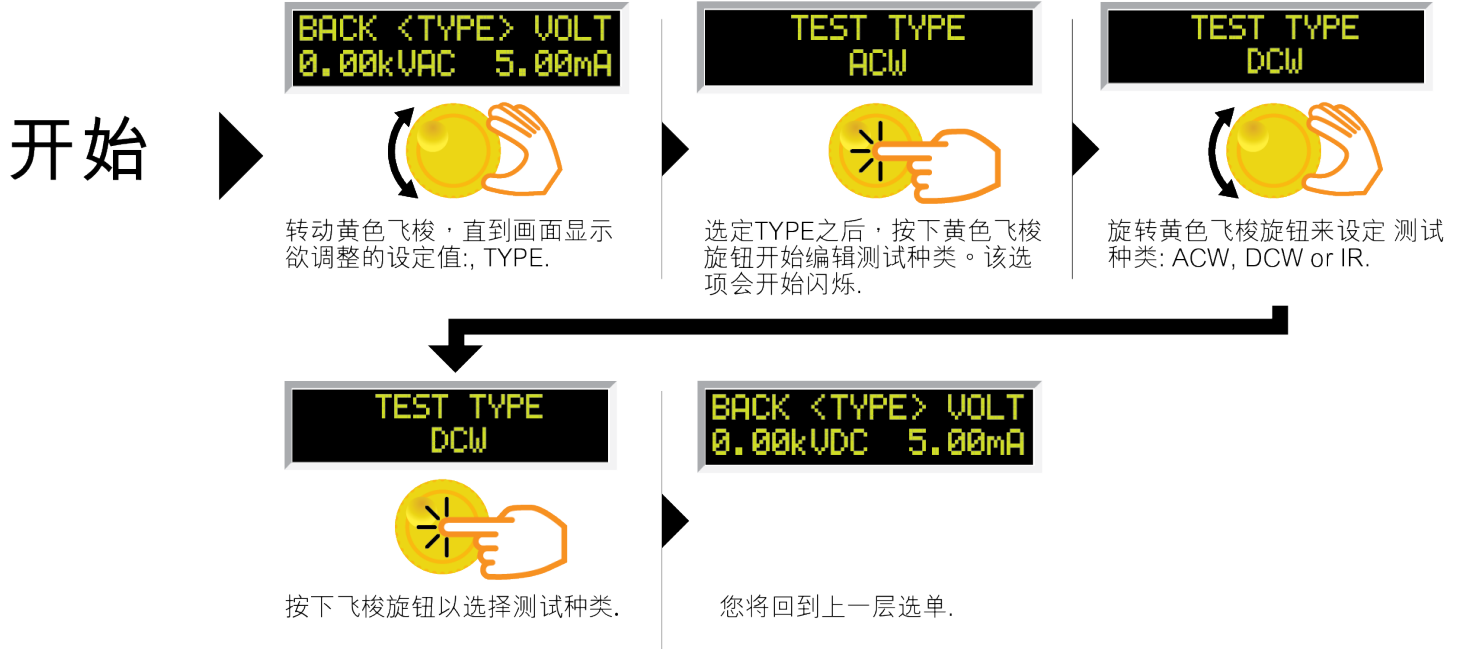 开始
BACK <TYPE> VOLT
0.00kVAC 5.00mA
转动黄色飞梭，直到画面显示
欲调整的设定值:, TYPE.
TEST TYPE
ACW
选定TYPE之后，按下黄色飞梭
旋钮开始编辑测试种类。该选
项会开始闪烁.
TEST TYPE
DCW
旋转黄色飞梭旋钮来设定 测试
种类: ACW, DCW or IR.
TEST TYPE
DCW
按下飞梭旋钮以选择测试种类.
BACK <TYPE> VOLT
0.00kVDC 5.00mA
您将回到上一层选单.